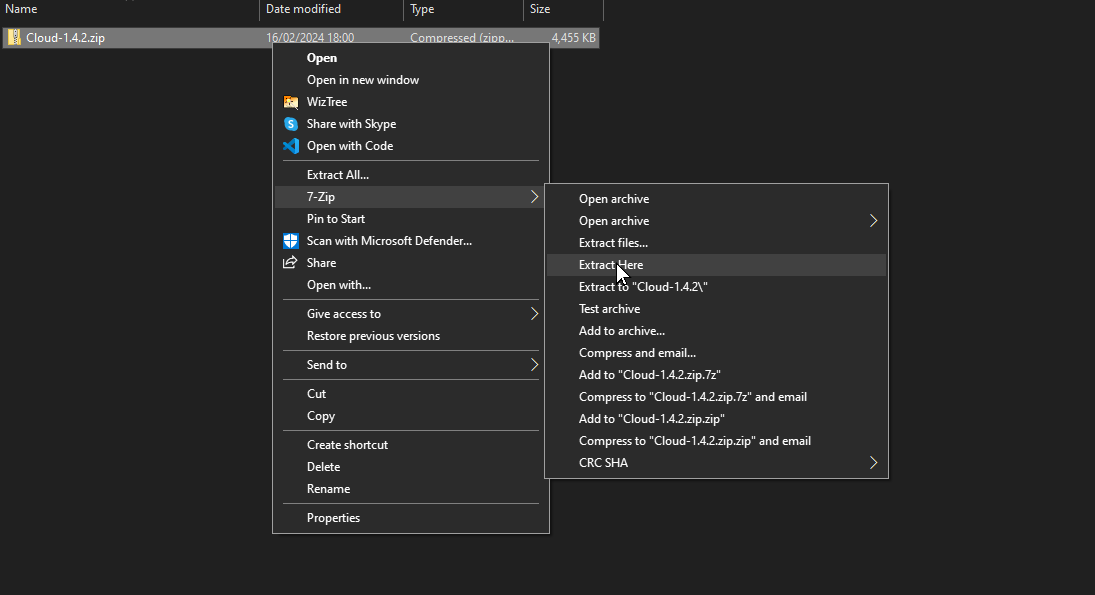 Name Date modified Type Size
Cloud-1.4.2.zip 16/02/2024 18:00 Compressed (zipp... 4,455 KB
Open
Open in new window
WizTree
Share with Skype
Open with Code
Extract All...
7-Zip
Pin to Start
Scan with Microsoft Defender...
Share
Open with...
Give access to
Restore previous versions
Send to
Cut
Copy
Create shortcut
Delete
Rename
Properties
Open archive
Open archive
Extract files...
Extract Here
Extract to "Cloud-1.4.2\"
Test archive
Add to archive...
Compress and email...
Add to "Cloud-1.4.2.zip.7z"
Compress to "Cloud-1.4.2.zip.7z" and email
Add to "Cloud-1.4.2.zip.zip"
Compress to "Cloud-1.4.2.zip.zip" and email
CRC SHA